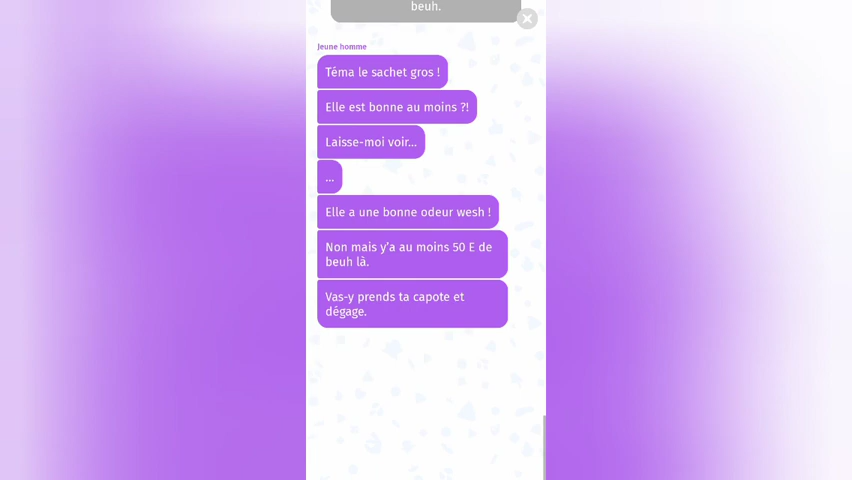 beuh.
Jeune homme
Téma le sachet gros !
Elle est bonne au moins ?!
Laisse-moi voir...
...
Elle a une bonne odeur wesh !
Non mais y'a au moins 50 E de
beuh là.
Vas-y prends ta capote et
dégage.